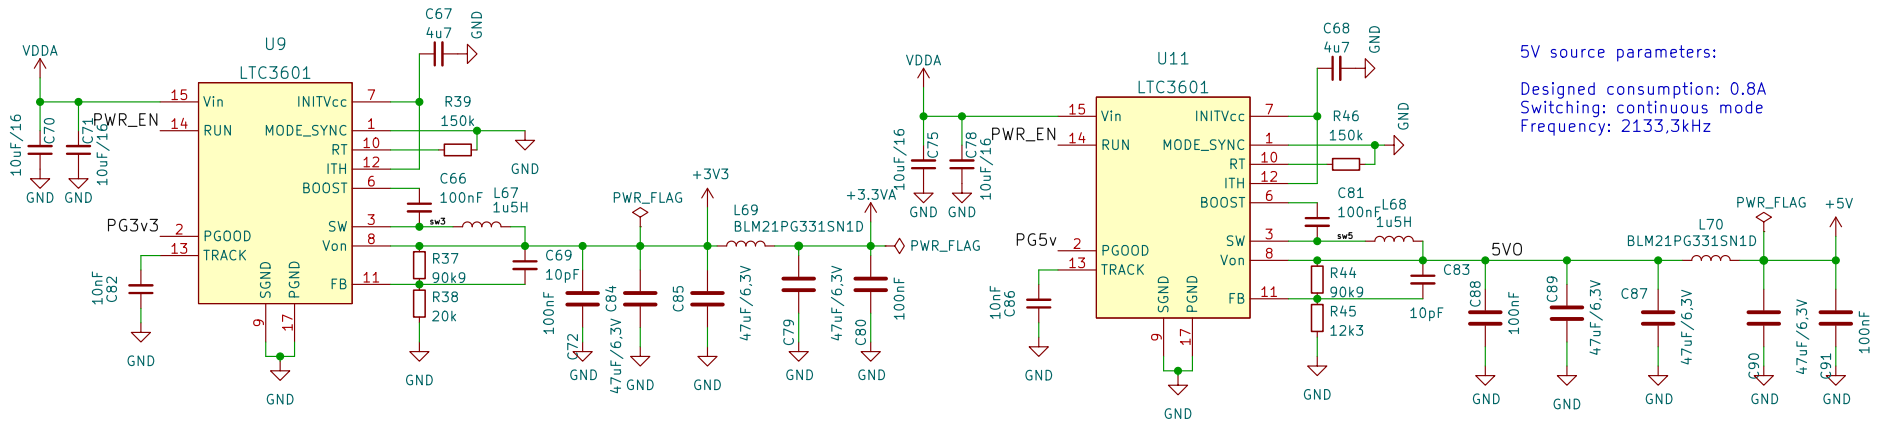 VDDA
10uF/16
C70
C71
10uF/16
PWR_EN
PG3v3
10nF
C82
GND
GND
GND
U9
LTC3601
15 Vin
14 RUN
2 PGOOD
13 TRACK
INITVcc 7
MODE_SYNC 1
RT 10
ITH 12
BOOST 6
SW 3
Von 8
FB 11
SGND
PGND
9
17
GND
C67
4u7
GND
R39
150k
GND
C66
100nF
sw3
L67
1u5H
R37
90k9
R38
20k
GND
C69
10pF
100nF
C72
GND
PWR_FLAG
C84
47uF/6,3V
GND
+3V3
C85
47uF/6,3V
GND
L69
BLM21PG331SN1D
C79
47uF/6,3V
GND
+3.3VA
C80
100nF
GND
PWR_FLAG
VDDA
10uF/16
C75
C78
10uF/16
PWR_EN
PG5v
10nF
C86
GND
GND
GND
U11
LTC3601
15 Vin
14 RUN
2 PGOOD
13 TRACK
INITVcc 7
MODE_SYNC 1
RT 10
ITH 12
BOOST 6
SW 3
Von 8
FB 11
SGND
PGND
9
17
GND
C68
4u7
GND
R46
150k
GND
C81
100nF
sw5
L68
1u5H
R44
90k9
R45
12k3
GND
C83
10pF
5VO
C88
100nF
GND
C89
47uF/6,3V
GND
C87
47uF/6,3V
GND
L70
BLM21PG331SN1D
PWR_FLAG
C90
47uF/6,3V
GND
+5V
C91
100nF
GND
5V source parameters:
Designed consumption: 0.8A
Switching: continuous mode
Frequency: 2133,3kHz